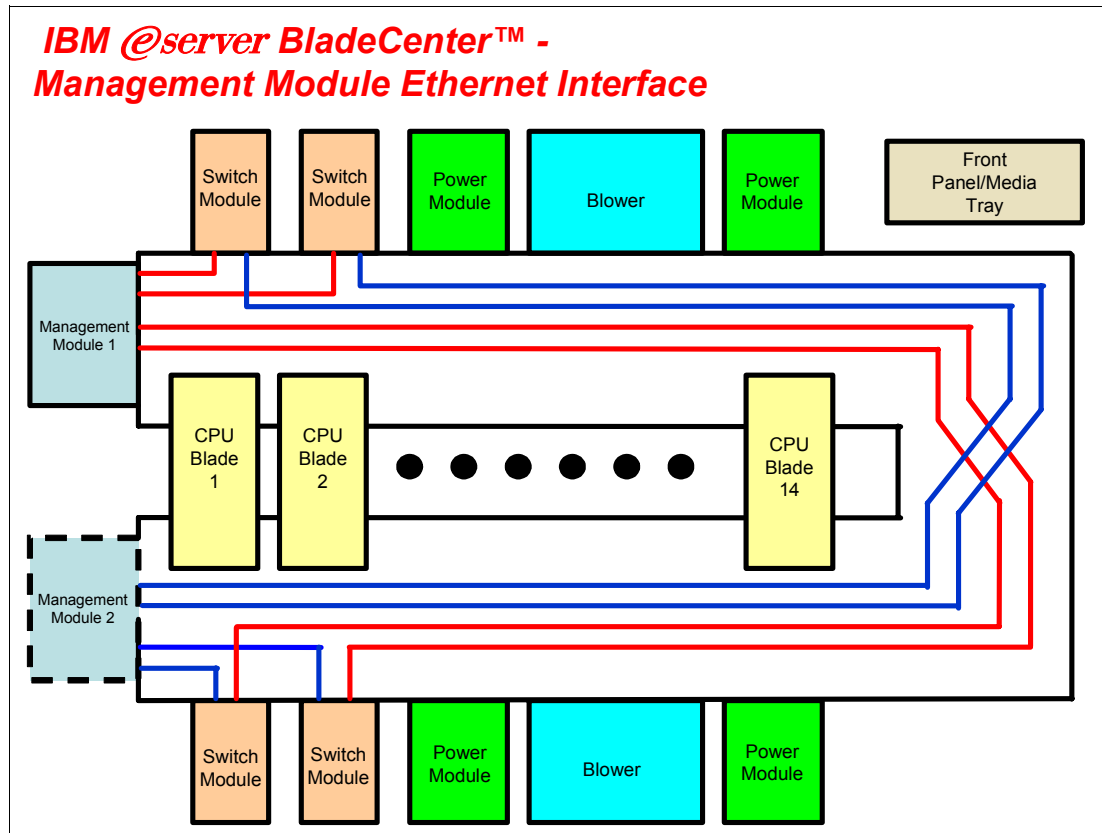 IBM @server BladeCenter™ -
Management Module Ethernet Interface
Switch
Module
Switch
Module
Power
Module
Blower
Power
Module
Front
Panel/Media
Tray
Management
Module 1
CPU
Blade
1
CPU
Blade
2
CPU
Blade
14
Management
Module 2
Switch
Module
Switch
Module
Power
Module
Blower
Power
Module